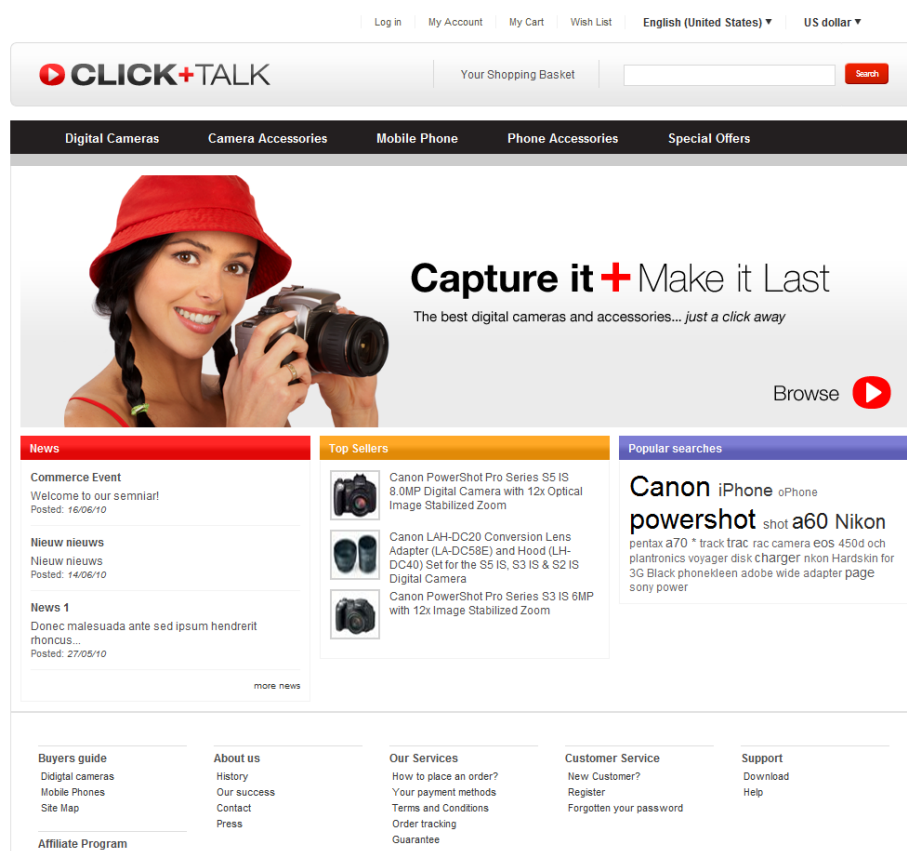 Log in My Account My Cart Wish List English (United States) ▼ US dollar ▼
CLICK+TALK
Your Shopping Basket
Search
Digital Cameras Camera Accessories Mobile Phone Phone Accessories Special Offers
Capture it + Make it Last
The best digital cameras and accessories... just a click away
Browse
News
Commerce Event
Welcome to our semniar!
Posted: 16/06/10
Nieuw nieuws
Nieuw nieuws
Posted: 14/06/10
News 1
Donec malesuada ante sed ipsum hendrerit
rhoncus...
Posted: 27/05/10
more news
Top Sellers
Canon PowerShot Pro Series S5 IS
8.0MP Digital Camera with 12x Optical
Image Stabilized Zoom
Canon LAH-DC20 Conversion Lens
Adapter (LA-DC58E) and Hood (LH-
DC40) Set for the S5 IS, S3 IS & S2 IS
Digital Camera
Canon PowerShot Pro Series S3 IS 6MP
with 12x Image Stabilized Zoom
Popular searches
Canon iPhone oPhone
powershot shot a60 Nikon
pentax a70 * track trac rac camera eos 450d och
plantronics voyager disk charger nkon Hardskin for
3G Black phonekleen adobe wide adapter page
sony power
Buyers guide
Didigtal cameras
Mobile Phones
Site Map
Affiliate Program
About us
History
Our success
Contact
Press
Our Services
How to place an order?
Your payment methods
Terms and Conditions
Order tracking
Guarantee
Customer Service
New Customer?
Register
Forgotten your password
Support
Download
Help